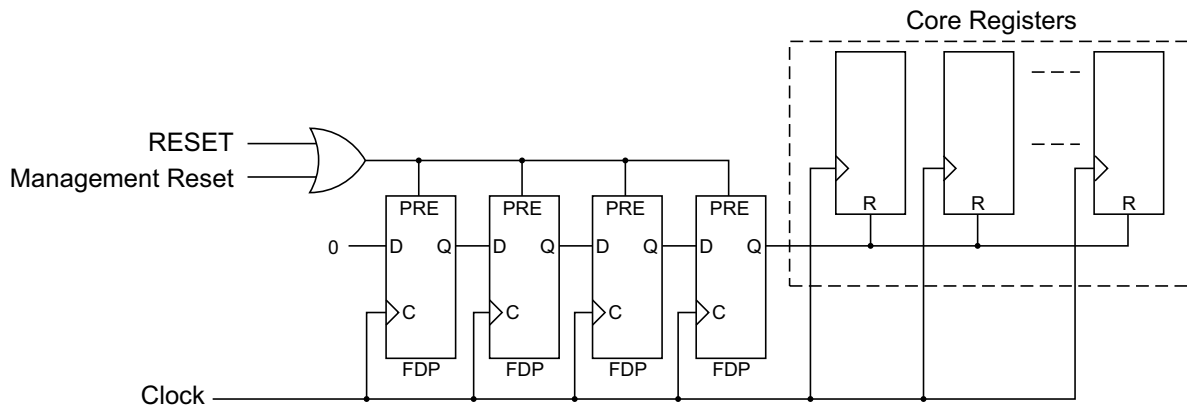 Core Registers
RESET
Management Reset
PRE PRE PRE PRE
R R R
0 D Q D Q D Q D Q
C C C C
FDP FDP FDP FDP
Clock